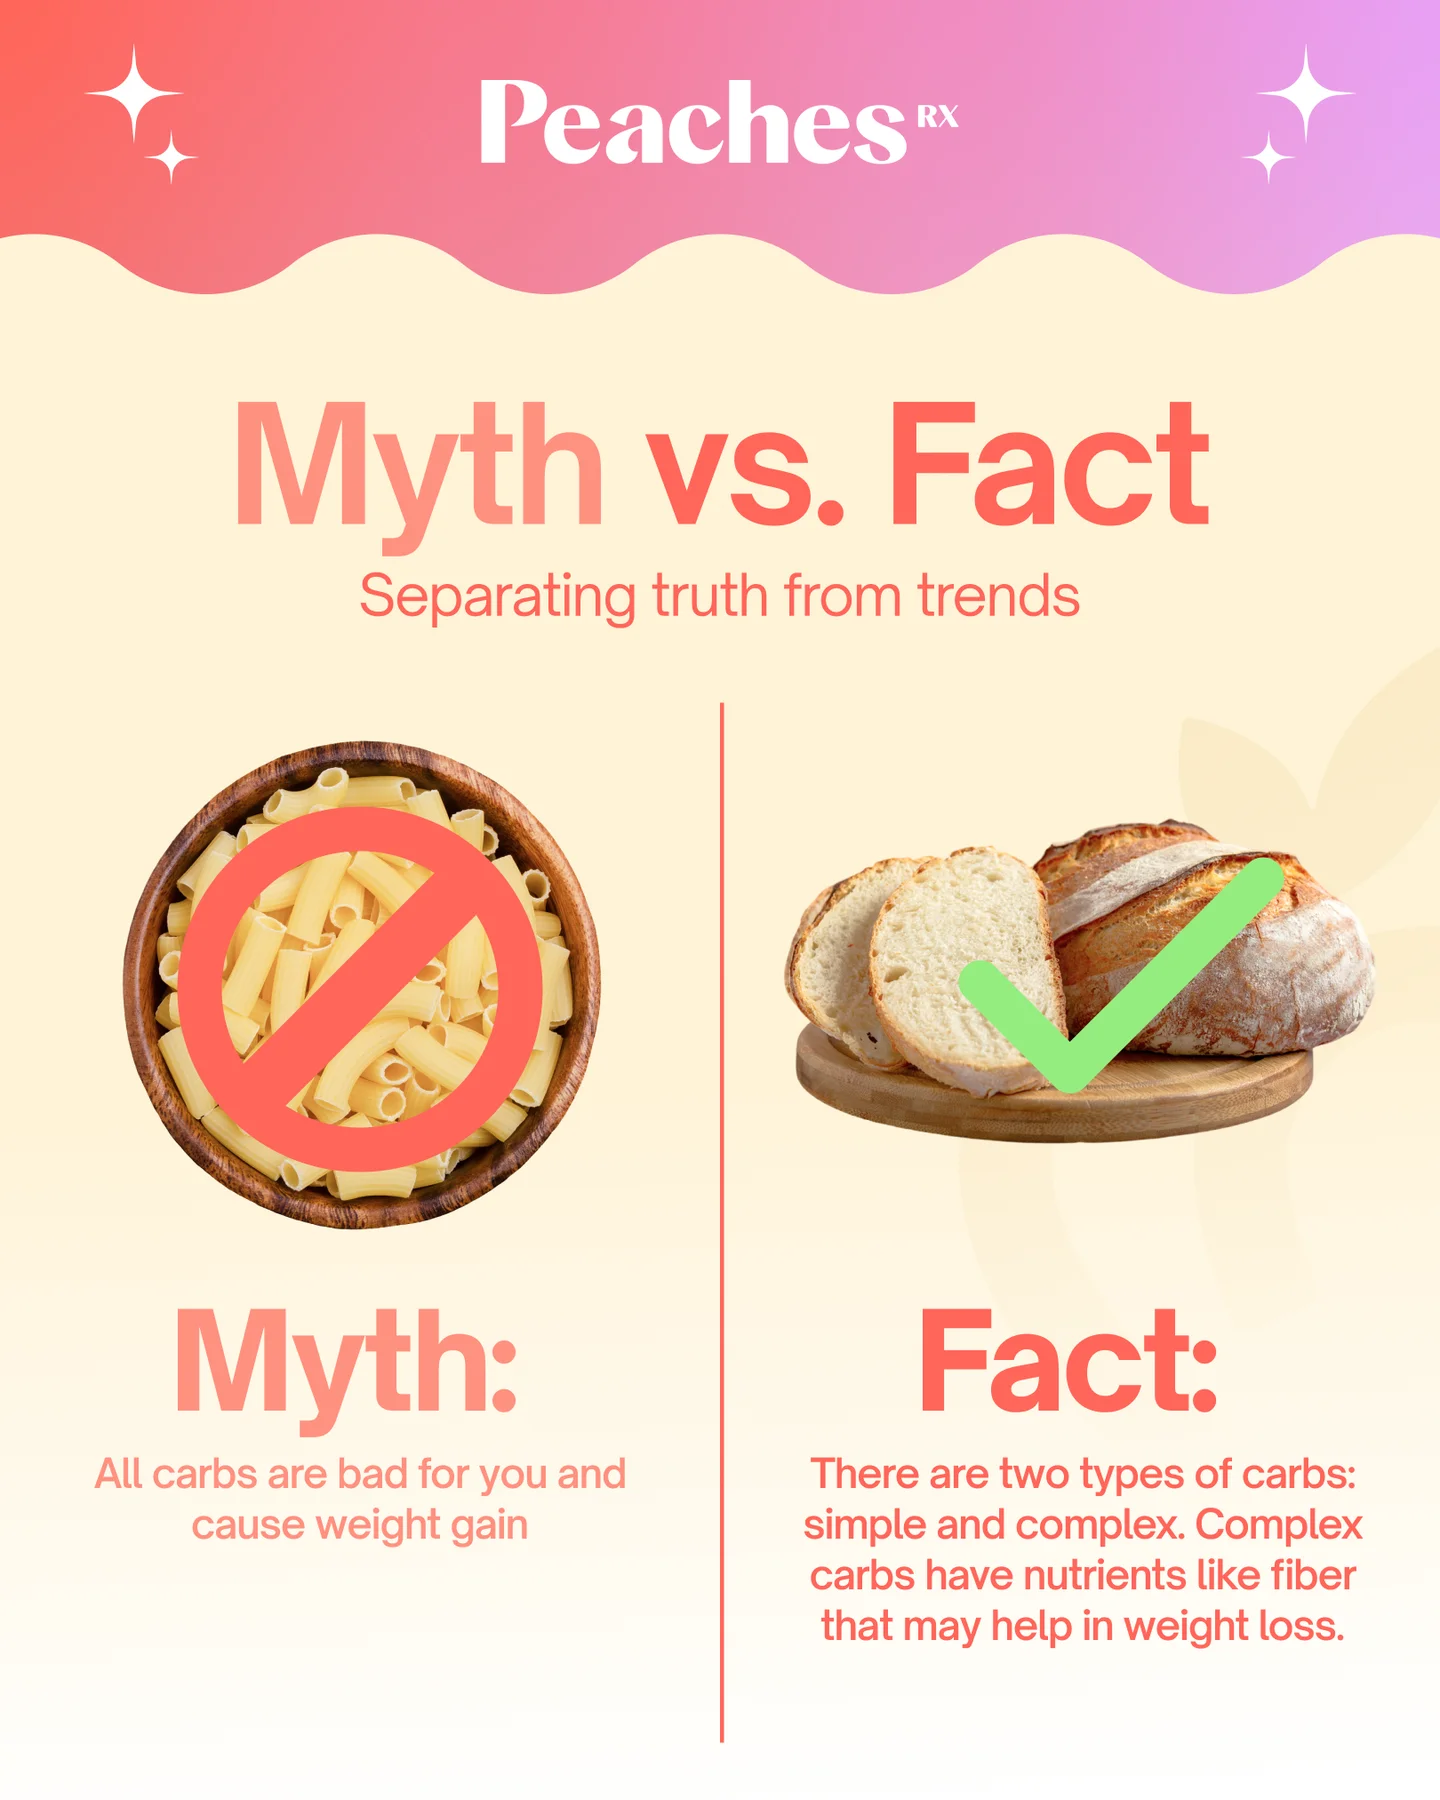 Peaches RX
Myth vs. Fact
Separating truth from trends
Myth:
All carbs are bad for you and
cause weight gain
Fact:
There are two types of carbs:
simple and complex. Complex
carbs have nutrients like fiber
that may help in weight loss.